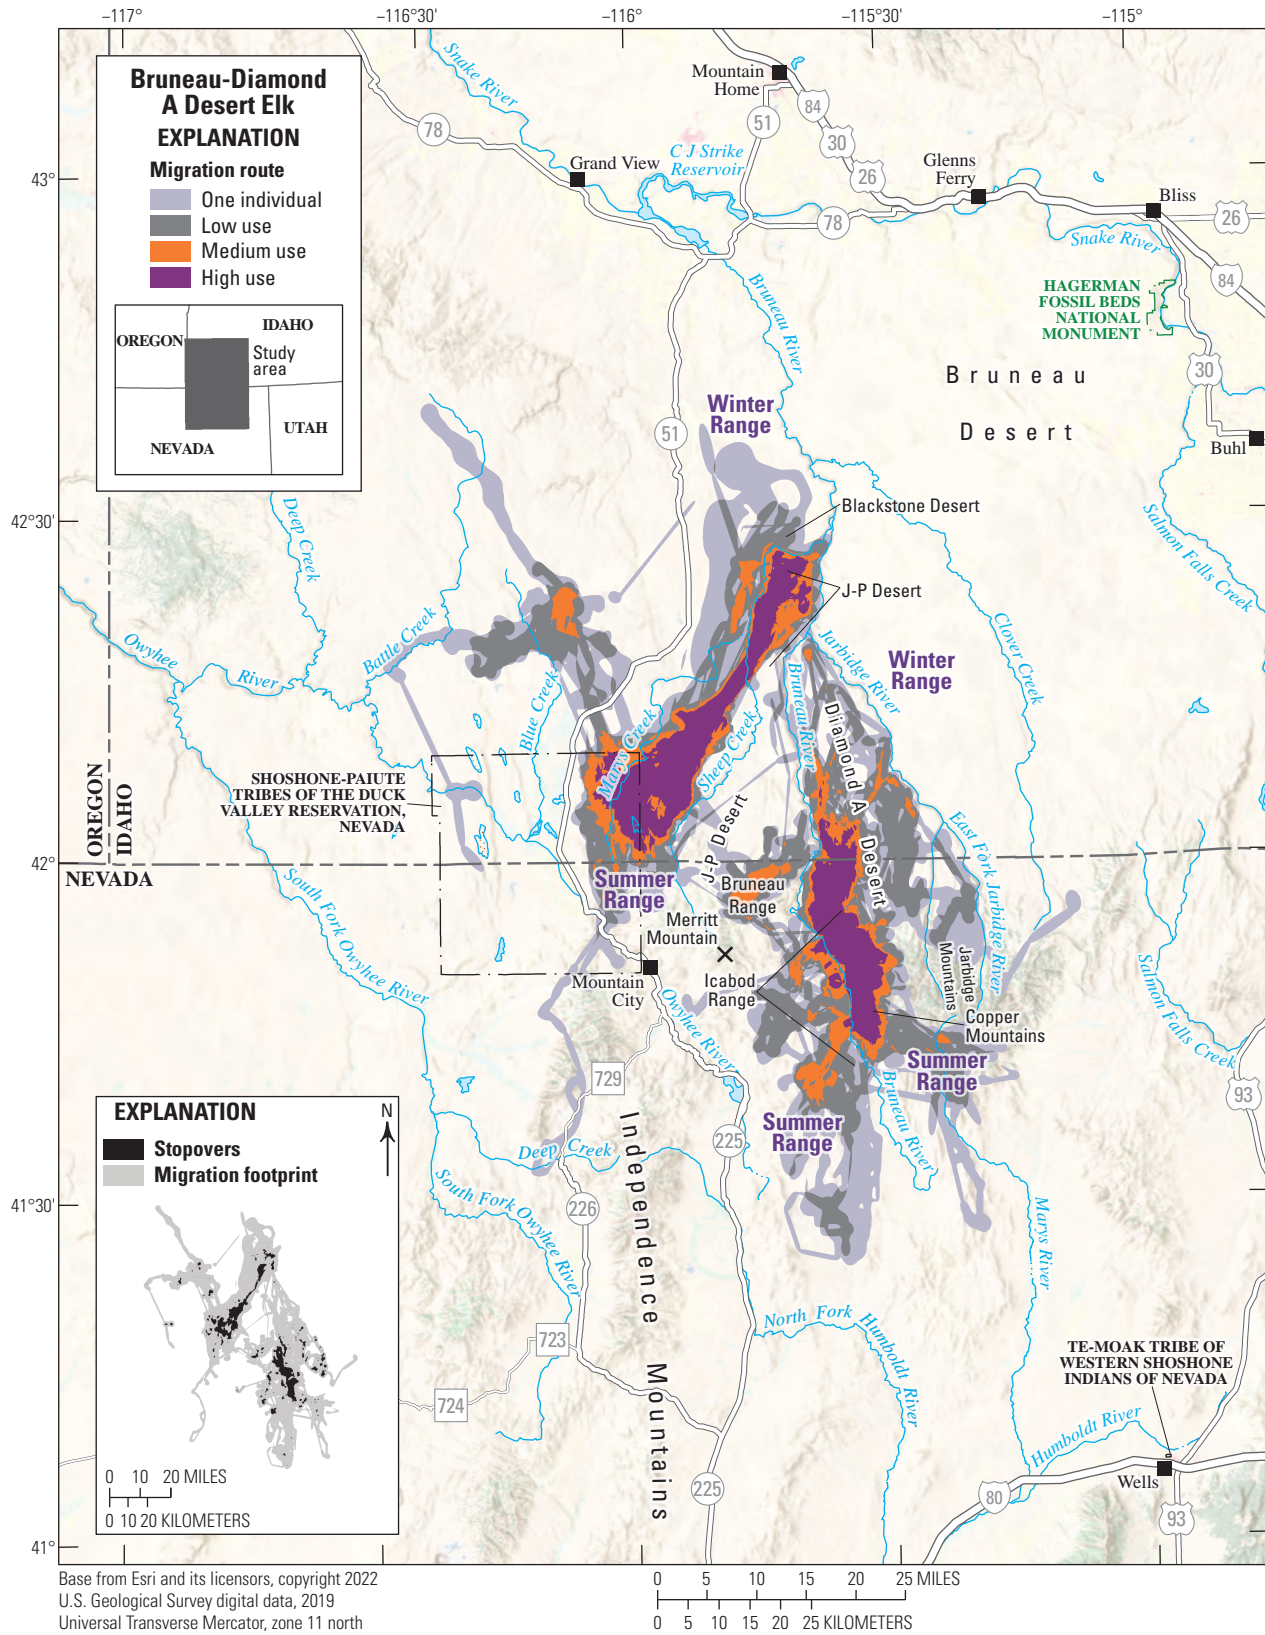 −117°
−116°30'
−116°
−115°30'
−115°
Bruneau-Diamond
A Desert Elk
EXPLANATION
Migration route
One individual
Low use
Medium use
High use
OREGON
IDAHO
Study
area
NEVADA
UTAH
43°
42°30'
42°
41°30'
41°
Snake River
78
Mountain
Home
84
51
30
26
C J Strike
Reservoir
Grand View
Glenns
Ferry
Bliss
26
78
Snake River
84
HAGERMAN
FOSSIL BEDS
NATIONAL
MONUMENT
30
Buhl
Bruneau River
Bruneau
Desert
Winter
Range
51
Blackstone Desert
J-P Desert
Deep Creek
Salmon Falls Creek
Owyhee
River
Battle Creek
Blue Creek
Jarbidge River
Winter
Range
Clover Creek
Bruneau River
Diamond A Desert
Marys Creek
Sheep Creek
SHOSHONE-PAIUTE
TRIBES OF THE DUCK
VALLEY RESERVATION,
NEVADA
OREGON
IDAHO
NEVADA
J-P Desert
East Fork Jarbidge River
Summer
Range
Bruneau
Range
Merritt
Mountain
South Fork Owyhee River
Mountain
City
Icabod
Range
Jarbidge
Mountains
Copper
Mountains
Salmon Falls Creek
Owyhee River
Summer
Range
93
729
Summer
Range
Bruneau River
225
Deep Creek
Independence Mountains
South Fork Owyhee River
226
Marys River
North Fork Humboldt River
723
724
225
TE-MOAK TRIBE OF
WESTERN SHOSHONE
INDIANS OF NEVADA
Humboldt River
Wells
80
93
EXPLANATION
N
Stopovers
Migration footprint
0 10 20 MILES
0 10 20 KILOMETERS
Base from Esri and its licensors, copyright 2022
U.S. Geological Survey digital data, 2019
Universal Transverse Mercator, zone 11 north
0 5 10 15 20 25 MILES
0 5 10 15 20 25 KILOMETERS